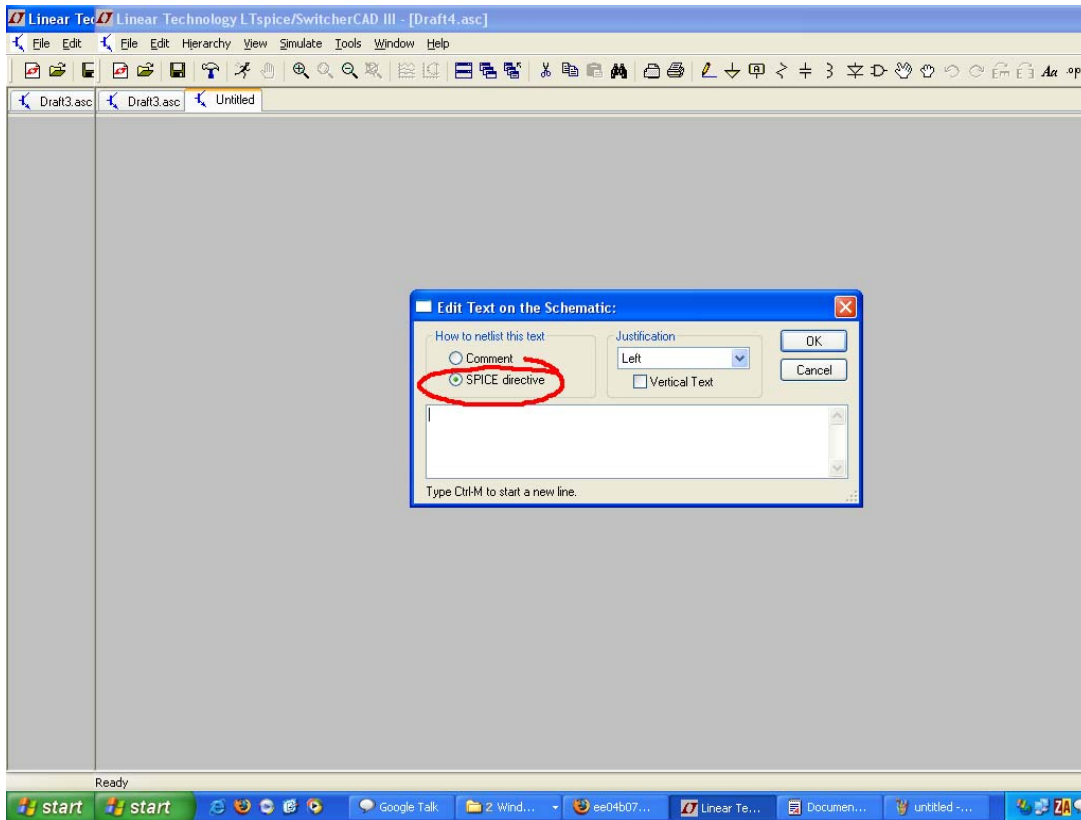 Linear Tec Linear Technology LTspice/SwitcherCAD III - [Draft4.asc]
File Edit File Edit Hierarchy View Simulate Tools Window Help
Aa .op
Draft3.asc Draft3.asc Untitled
Edit Text on the Schematic:
How to netlist this text
Comment
SPICE directive
Justification
Left
Vertical Text
OK
Cancel
Type Ctrl-M to start a new line.
Ready
start start Google Talk 2 Wind... ee04b07... Linear Te... Documen... untitled -... ZA